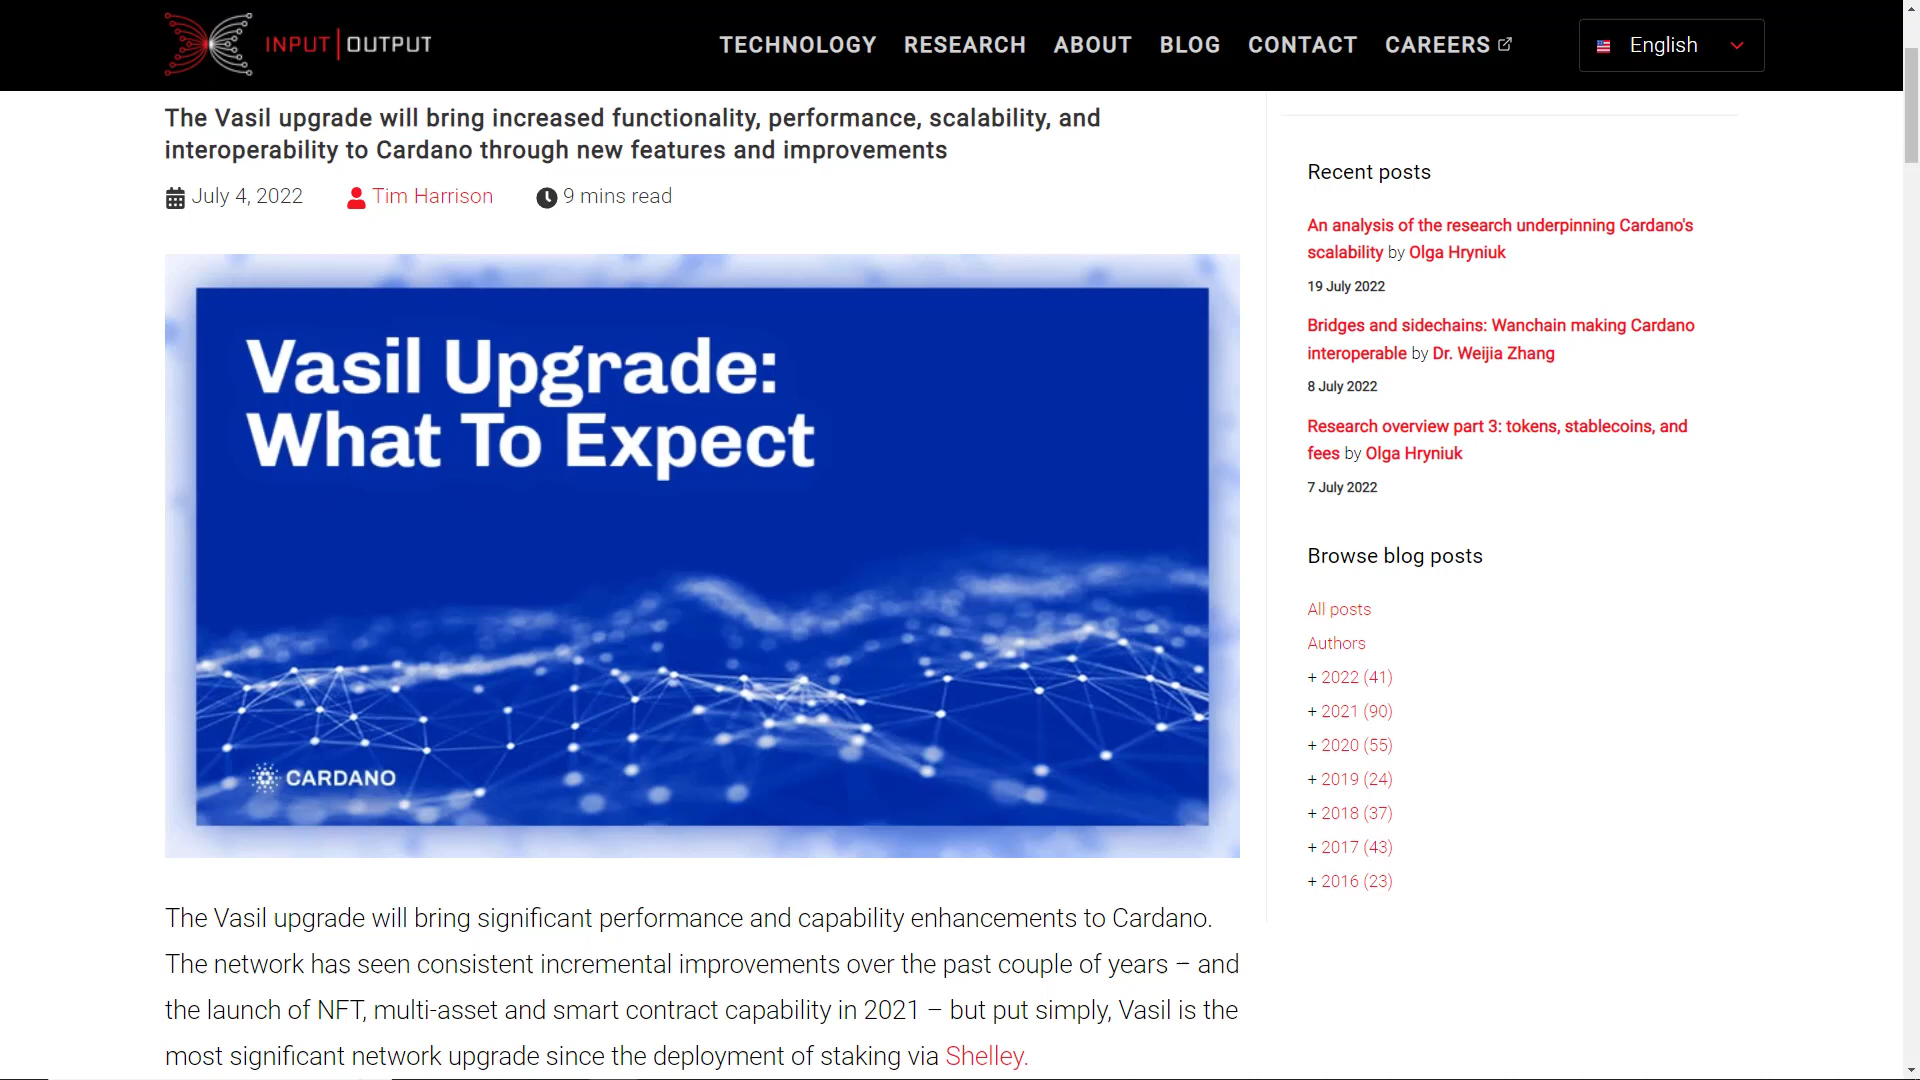 INPUT | OUTPUT
TECHNOLOGY RESEARCH ABOUT BLOG CONTACT CAREERS
English
The Vasil upgrade will bring increased functionality, performance, scalability, and
interoperability to Cardano through new features and improvements
July 4, 2022 Tim Harrison 9 mins read
Vasil Upgrade:
What To Expect
CARDANO
The Vasil upgrade will bring significant performance and capability enhancements to Cardano.
The network has seen consistent incremental improvements over the past couple of years – and
the launch of NFT, multi-asset and smart contract capability in 2021 – but put simply, Vasil is the
most significant network upgrade since the deployment of staking via Shelley.
Recent posts
An analysis of the research underpinning Cardano's
scalability by Olga Hryniuk
19 July 2022
Bridges and sidechains: Wanchain making Cardano
interoperable by Dr. Weijia Zhang
8 July 2022
Research overview part 3: tokens, stablecoins, and
fees by Olga Hryniuk
7 July 2022
Browse blog posts
All posts
Authors
+ 2022 (41)
+ 2021 (90)
+ 2020 (55)
+ 2019 (24)
+ 2018 (37)
+ 2017 (43)
+ 2016 (23)